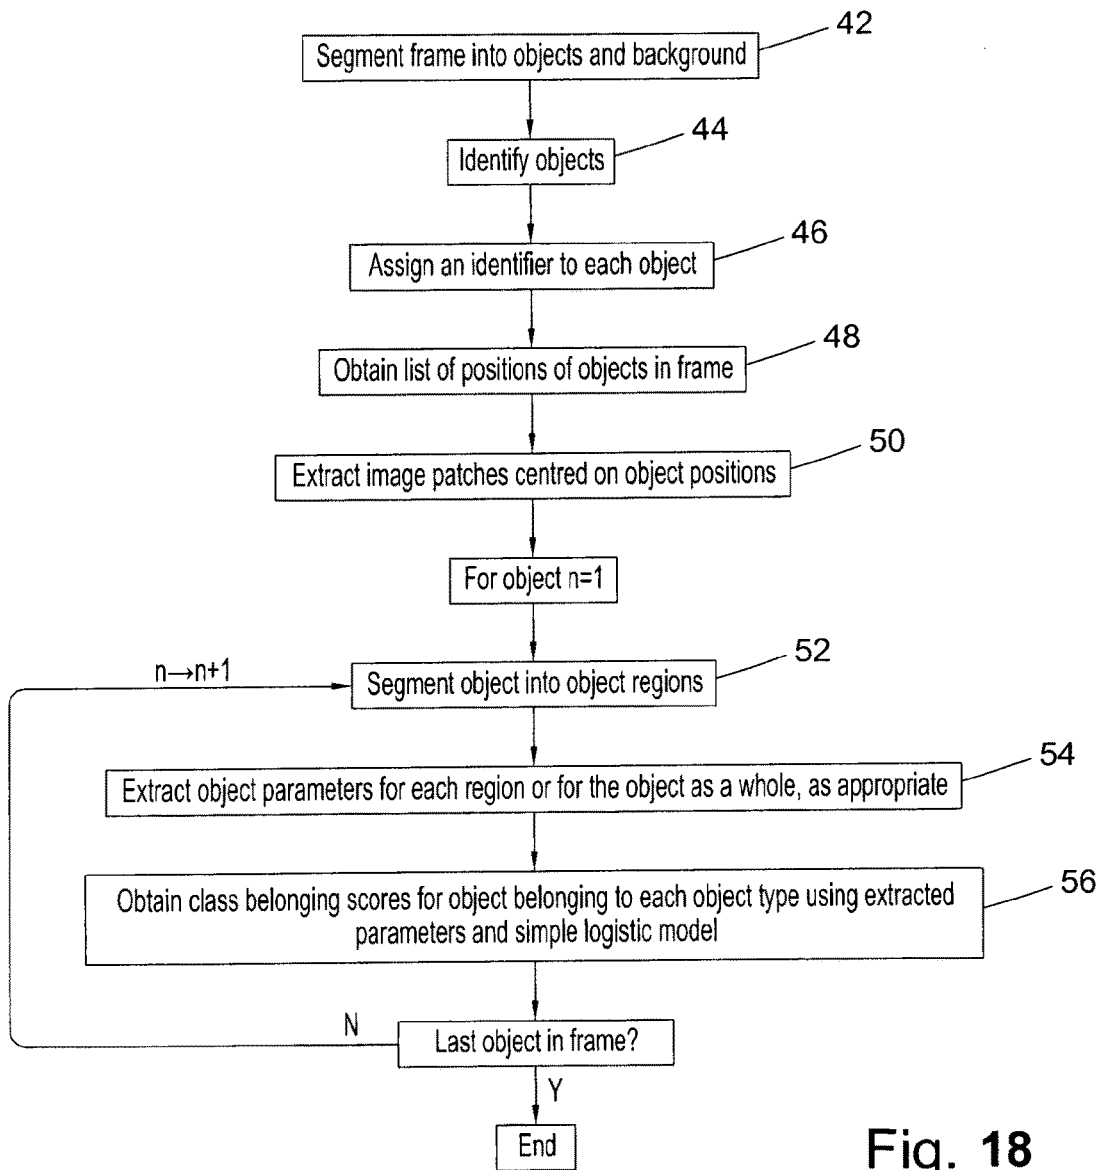 42
Segment frame into objects and background
44
Identify objects
46
Assign an identifier to each object
48
Obtain list of positions of objects in frame
50
Extract image patches centred on object positions
For object n=1
n→n+1
52
Segment object into object regions
54
Extract object parameters for each region or for the object as a whole, as appropriate
56
Obtain class belonging scores for object belonging to each object type using extracted
parameters and simple logistic model
N
Last object in frame?
Y
End
Fig. 18